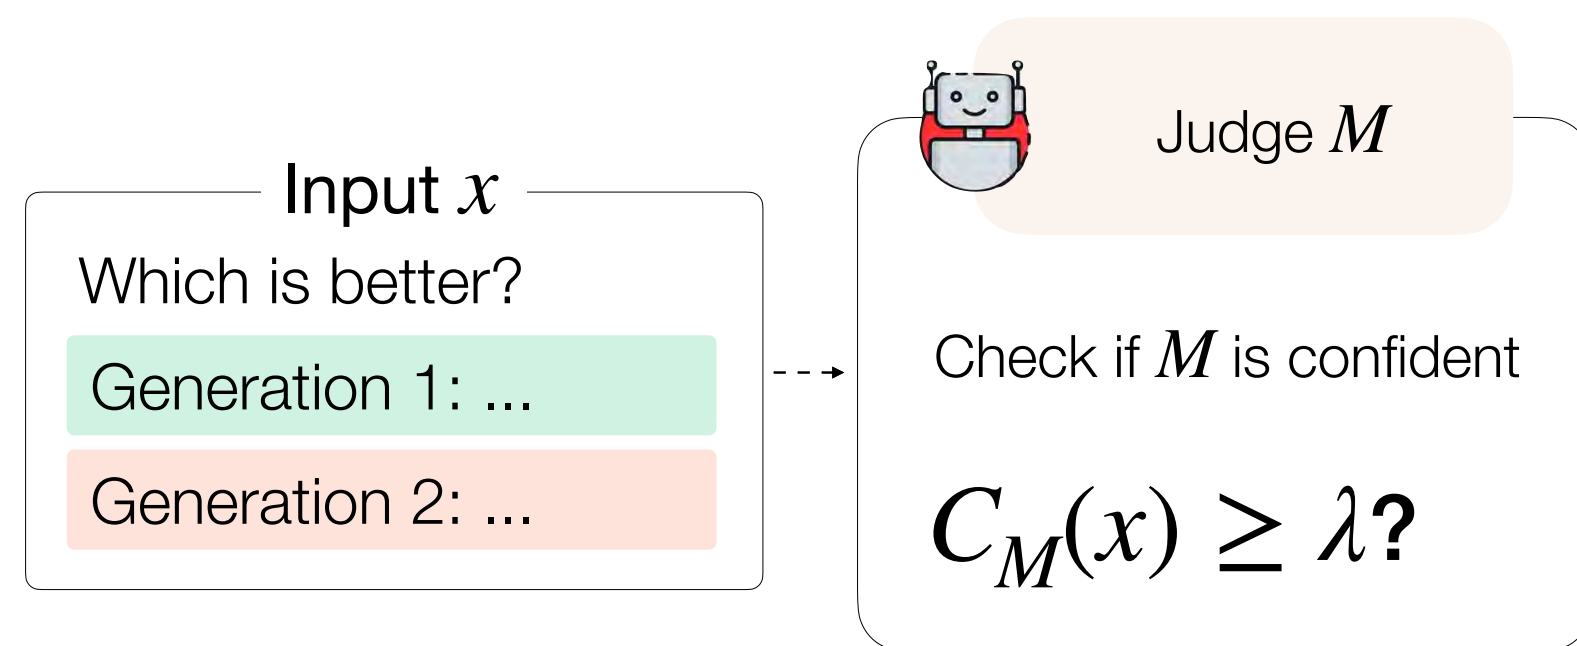 Input x
Which is better?
Generation 1: ...
Generation 2: ...
Judge M
Check if M is confident
C_M(x) ≥ λ?